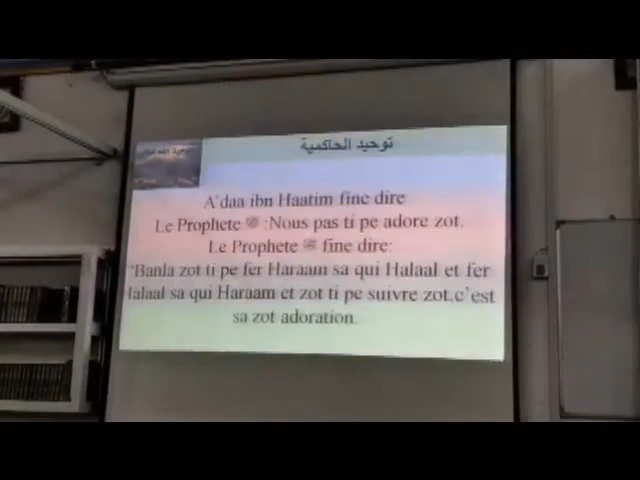 توحيد الحاكمية
A'daa ibn Haatim fine dire
Le Prophete ﷺ :Nous pas ti pe adore zot.
Le Prophete ﷺ fine dire:
"Banla zot ti pe fer Haraam sa qui Halaal et fer
Halaal sa qui Haraam et zot ti pe suivre zot,c'est
sa zot adoration.